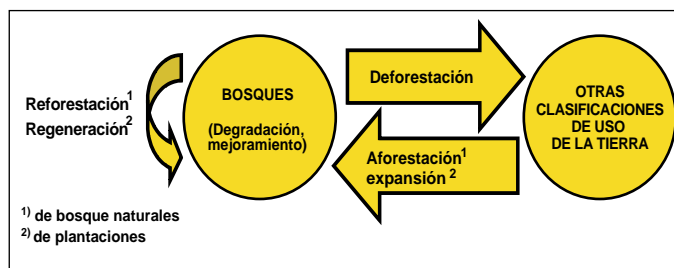 Reforestación¹
Regeneración²
BOSQUES
(Degradación,
mejoramiento)
Deforestación
Aforestación¹
expansión ²
OTRAS
CLASIFICACIONES
DE USO
DE LA TIERRA
¹⁾ de bosque naturales
²⁾ de plantaciones